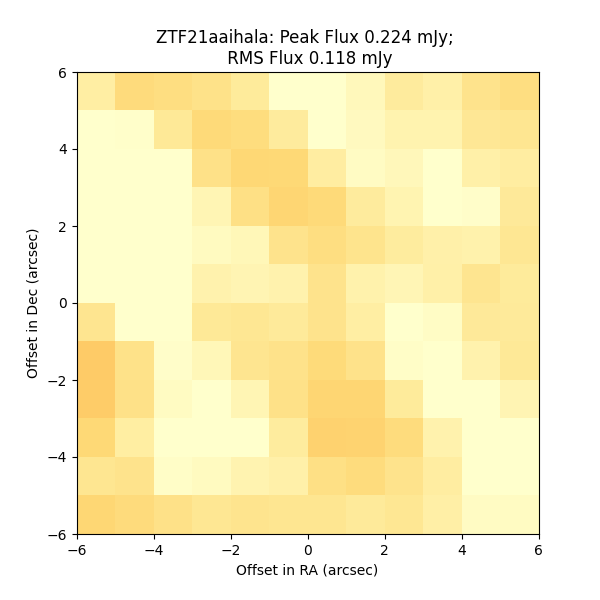 ZTF21aaihala: Peak Flux 0.224 mJy;
RMS Flux 0.118 mJy
6
4
2
0
−2
−4
−6
Offset in Dec (arcsec)
−6 −4 −2 0 2 4 6
Offset in RA (arcsec)